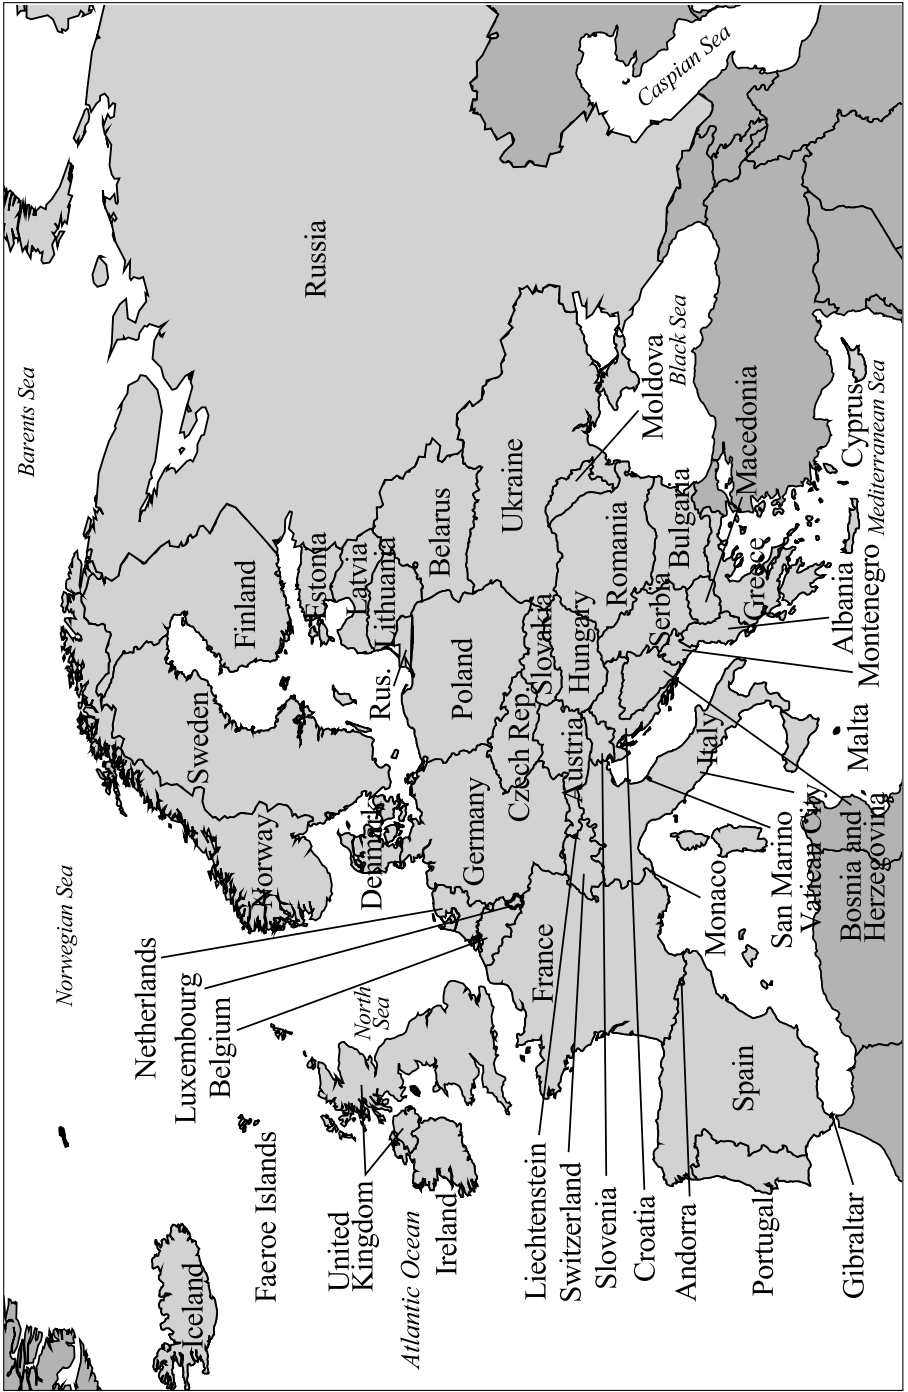 Barents Sea
Norwegian Sea
Caspian Sea
Russia
Finland
Sweden
Norway
Estonia
Latvia
Lithuania
Rus.
Belarus
Denmark
Netherlands
Luxembourg
Belgium
North
Sea
Faeroe Islands
Iceland
United
Kingdom
Atlantic Ocean
Ireland
Poland
Germany
Ukraine
Czech Rep.
Slovakia
Austria
Hungary
France
Romania
Moldova
Black Sea
Serbia
Bulgaria
Macedonia
Liechtenstein
Switzerland
Slovenia
Croatia
Andorra
Portugal
Spain
Gibraltar
Italy
Monaco
San Marino
Vatican City
Bosnia and
Herzegovina
Malta
Greece
Albania
Montenegro
Cyprus
Mediterranean Sea